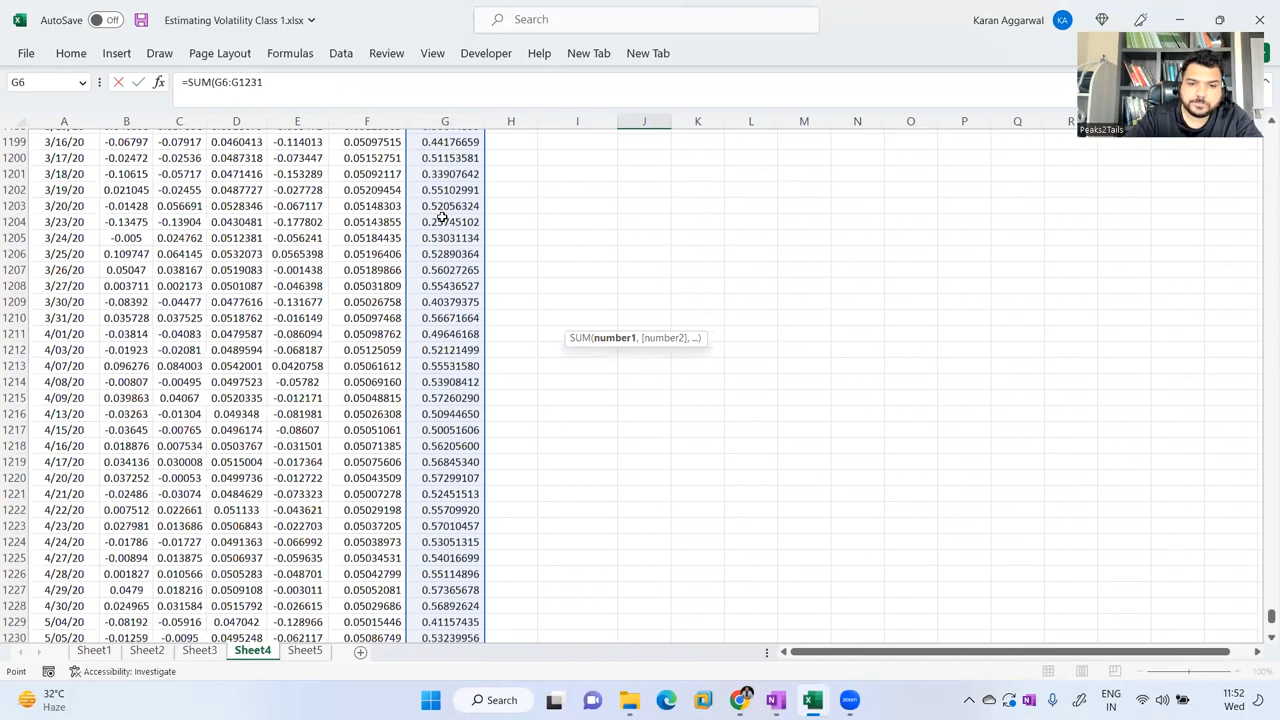 AutoSave Off Estimating Volatility Class 1.xlsx Search Karan Aggarwal KA
File Home Insert Draw Page Layout Formulas Data Review View Developer Help New Tab New Tab
Peaks2Tails
G6 fx =SUM(G6:G1231
A B C D E F G H I J K L M N O P Q R
1199 3/16/20 -0.06797 -0.07917 0.0460413 -0.114013 0.05097515 0.44176659
1200 3/17/20 -0.02472 -0.02536 0.0487318 -0.073447 0.05152751 0.51153581
1201 3/18/20 -0.10615 -0.05717 0.0471416 -0.153289 0.05092117 0.33907642
1202 3/19/20 0.021045 -0.02455 0.0487727 -0.027728 0.05209454 0.55102991
1203 3/20/20 -0.01428 0.056691 0.0528346 -0.067117 0.05148303 0.52056324
1204 3/23/20 -0.13475 -0.13904 0.0430481 -0.177802 0.05143855
1205 3/24/20 -0.005 0.024762 0.0512381 -0.056241 0.05184435 0.53031134
1206 3/25/20 0.109747 0.064145 0.0532073 0.0565398 0.05196406 0.52890364
1207 3/26/20 0.05047 0.038167 0.0519083 -0.001438 0.05189866 0.56027265
1208 3/27/20 0.003711 0.002173 0.0501087 -0.046398 0.05031809 0.55436527
1209 3/30/20 -0.08392 -0.04477 0.0477616 -0.131677 0.05026758 0.40379375
1210 3/31/20 0.035728 0.037525 0.0518762 -0.016149 0.05097468 0.56671664
1211 4/01/20 -0.03814 -0.04083 0.0479587 -0.086094 0.05098762 0.49646168
SUM(number1, [number2], ...)
1212 4/03/20 -0.01923 -0.02081 0.0489594 -0.068187 0.05125059 0.52121499
1213 4/07/20 0.096276 0.084003 0.0542001 0.0420758 0.05061612 0.55531580
1214 4/08/20 -0.00807 -0.00495 0.0497523 -0.05782 0.05069160 0.53908412
1215 4/09/20 0.039863 0.04067 0.0520335 -0.012171 0.05048815 0.57260290
1216 4/13/20 -0.03263 -0.01304 0.049348 -0.081981 0.05026308 0.50944650
1217 4/15/20 -0.03645 -0.00765 0.0496174 -0.08607 0.05051061 0.50051606
1218 4/16/20 0.018876 0.007534 0.0503767 -0.031501 0.05071385 0.56205600
1219 4/17/20 0.034136 0.030008 0.0515004 -0.017364 0.05075606 0.56845340
1220 4/20/20 0.037252 -0.00053 0.0499736 -0.012722 0.05043509 0.57299107
1221 4/21/20 -0.02486 -0.03074 0.0484629 -0.073323 0.05007278 0.52451513
1222 4/22/20 0.007512 0.022661 0.051133 -0.043621 0.05029198 0.55709920
1223 4/23/20 0.027981 0.013686 0.0506843 -0.022703 0.05037205 0.57010457
1224 4/24/20 -0.01786 -0.01727 0.0491363 -0.066992 0.05038973 0.53051315
1225 4/27/20 -0.00894 0.013875 0.0506937 -0.059635 0.05034531 0.54016699
1226 4/28/20 0.001827 0.010566 0.0505283 -0.048701 0.05042799 0.55114896
1227 4/29/20 0.0479 0.018216 0.0509108 -0.003011 0.05052081 0.57365678
1228 4/30/20 0.024965 0.031584 0.0515792 -0.026615 0.05029686 0.56892624
1229 5/04/20 -0.08192 -0.05916 0.047042 -0.128966 0.05015446 0.41157435
1230 5/05/20 -0.01259 -0.0095 0.0495248 -0.062117 0.05086749 0.53239956
Sheet1 Sheet2 Sheet3 Sheet4 Sheet5
Point Accessibility: Investigate 100%
32°C
Haze
Search
ENG
IN
11:52
Wed